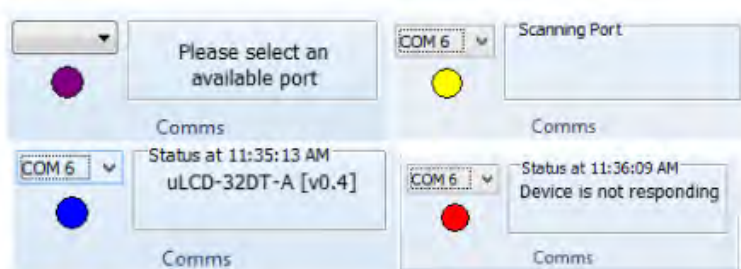 Please select an
available port
Comms
COM 6
Scanning Port
Comms
COM 6
Status at 11:35:13 AM
uLCD-32DT-A [v0.4]
Comms
COM 6
Status at 11:36:09 AM
Device is not responding
Comms